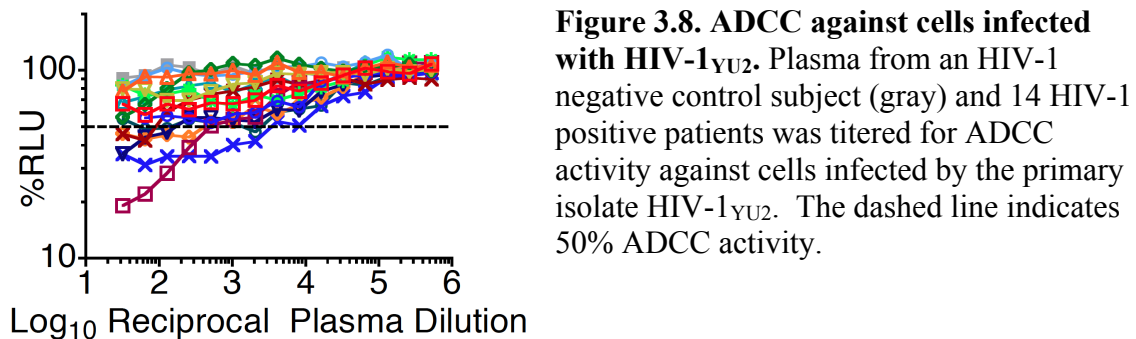 100
10
%RLU
1 2 3 4 5 6
Log10 Reciprocal Plasma Dilution
Figure 3.8. ADCC against cells infected
with HIV-1YU2. Plasma from an HIV-1
negative control subject (gray) and 14 HIV-1
positive patients was titered for ADCC
activity against cells infected by the primary
isolate HIV-1YU2. The dashed line indicates
50% ADCC activity.